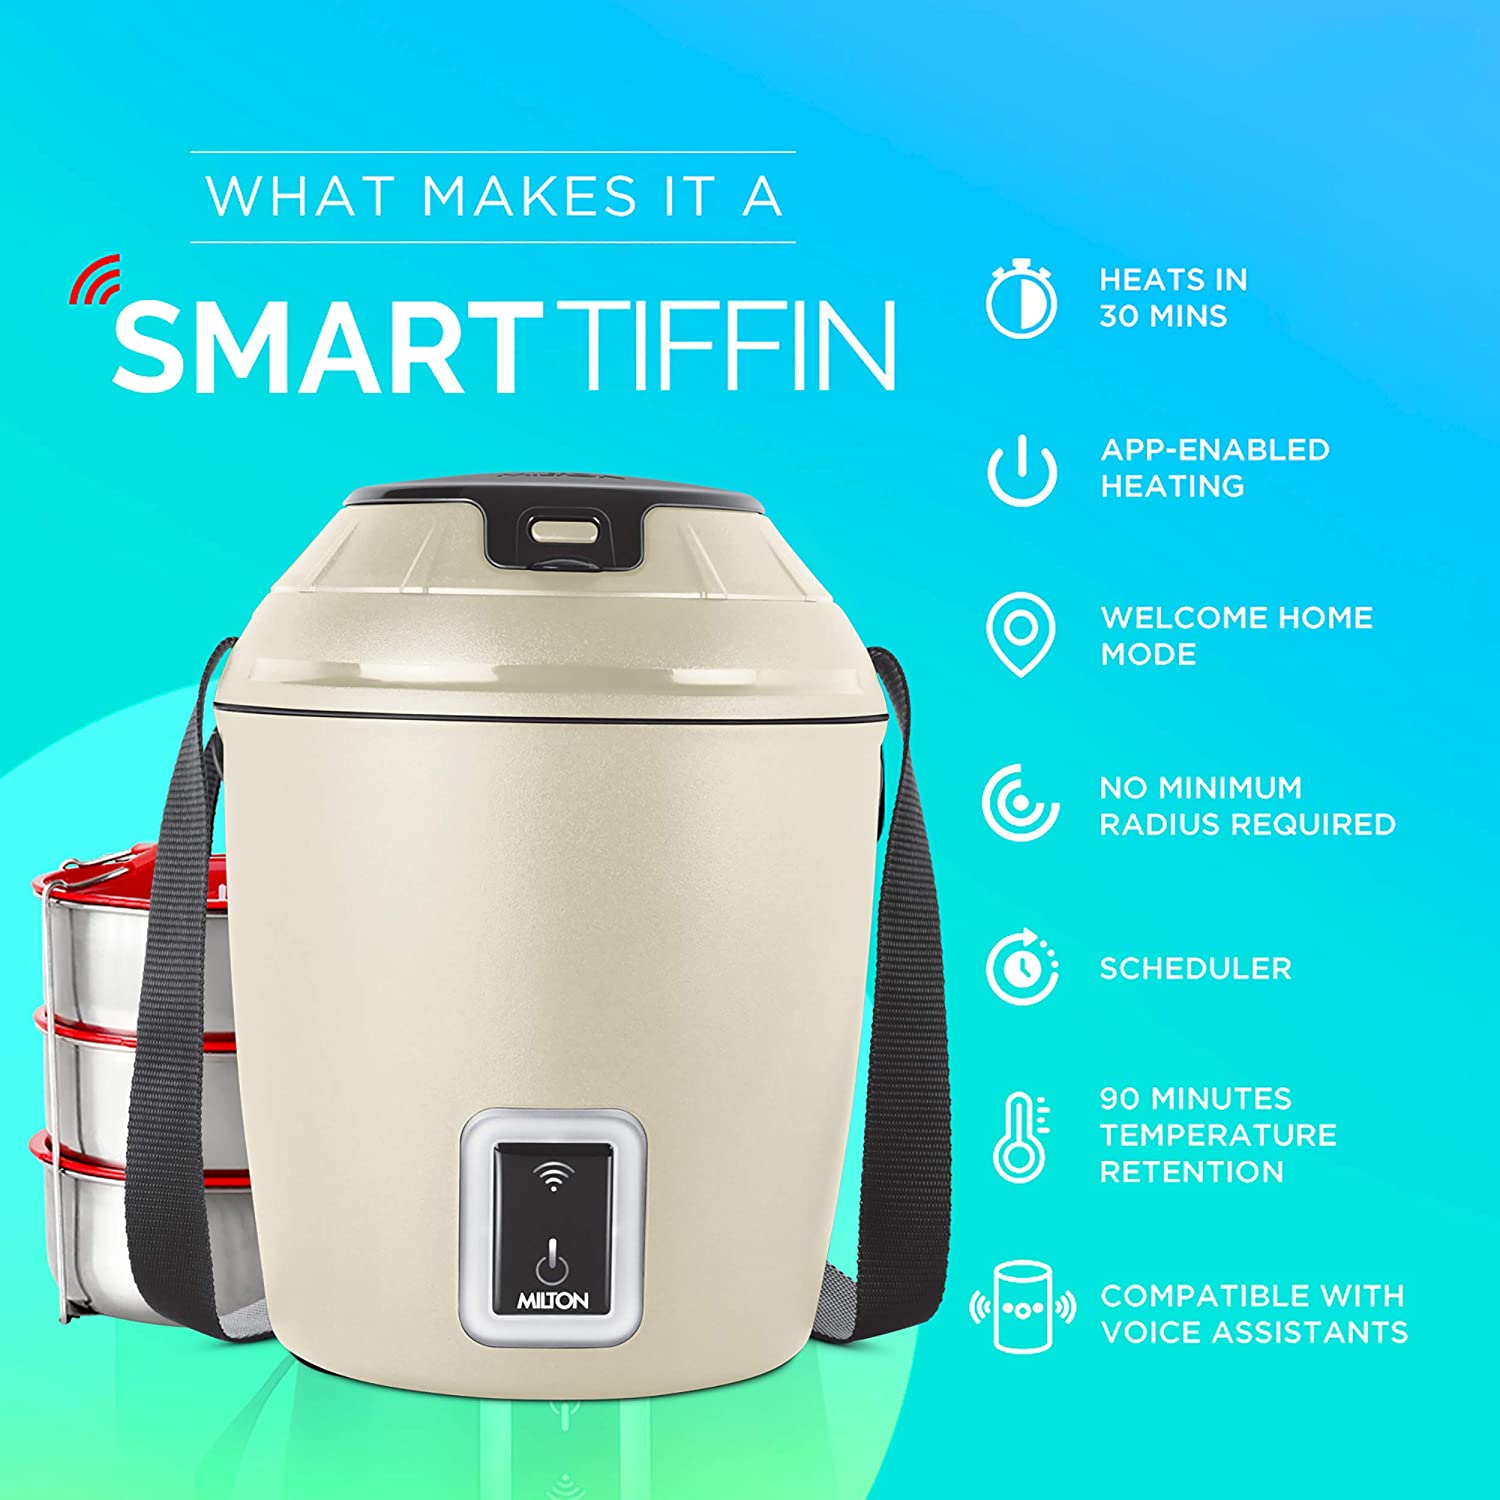 WHAT MAKES IT A
SMART TIFFIN
HEATS IN
30 MINS
APP-ENABLED
HEATING
WELCOME HOME
MODE
NO MINIMUM
RADIUS REQUIRED
SCHEDULER
90 MINUTES
TEMPERATURE
RETENTION
COMPATIBLE WITH
VOICE ASSISTANTS
MILTON